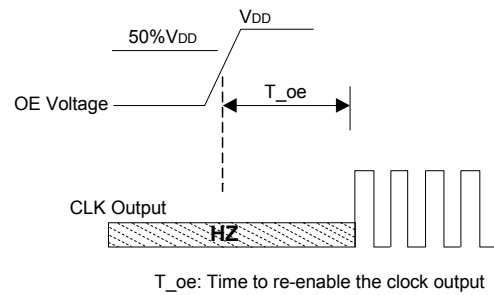 VDD
50%VDD
T_oe
OE Voltage
CLK Output
HZ
T_oe: Time to re-enable the clock output